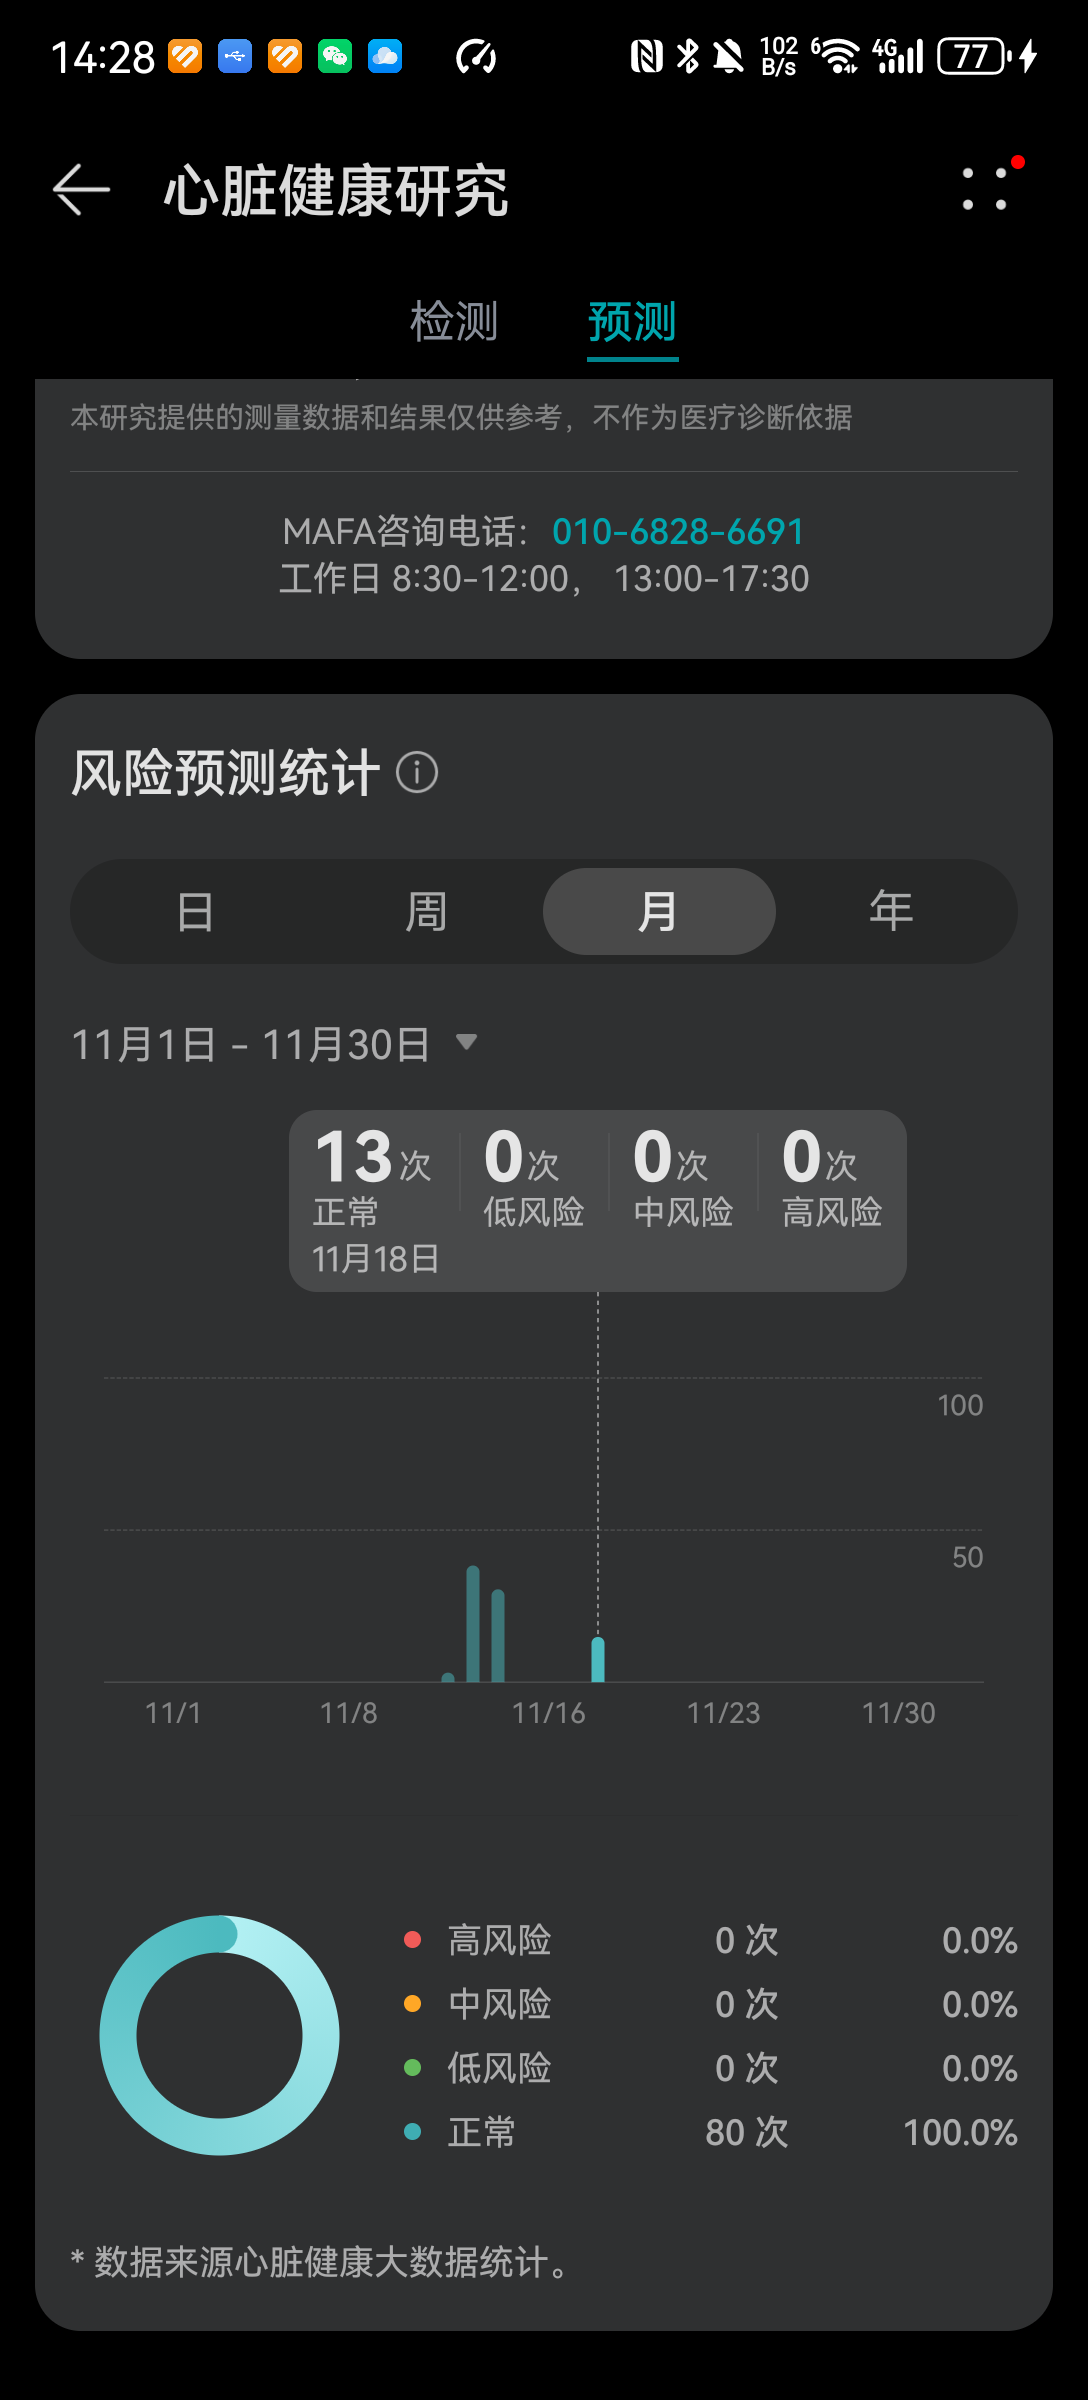 14:28
102 B/s
6
4G
77
心脏健康研究
检测 预测
本研究提供的测量数据和结果仅供参考，不作为医疗诊断依据
MAFA咨询电话：010-6828-6691
工作日 8:30-12:00， 13:00-17:30
风险预测统计
日 周 月 年
11月1日 - 11月30日
13次 0次 0次 0次
正常 低风险 中风险 高风险
11月18日
100
50
11/1 11/8 11/16 11/23 11/30
高风险 0 次 0.0%
中风险 0 次 0.0%
低风险 0 次 0.0%
正常 80 次 100.0%
* 数据来源心脏健康大数据统计。